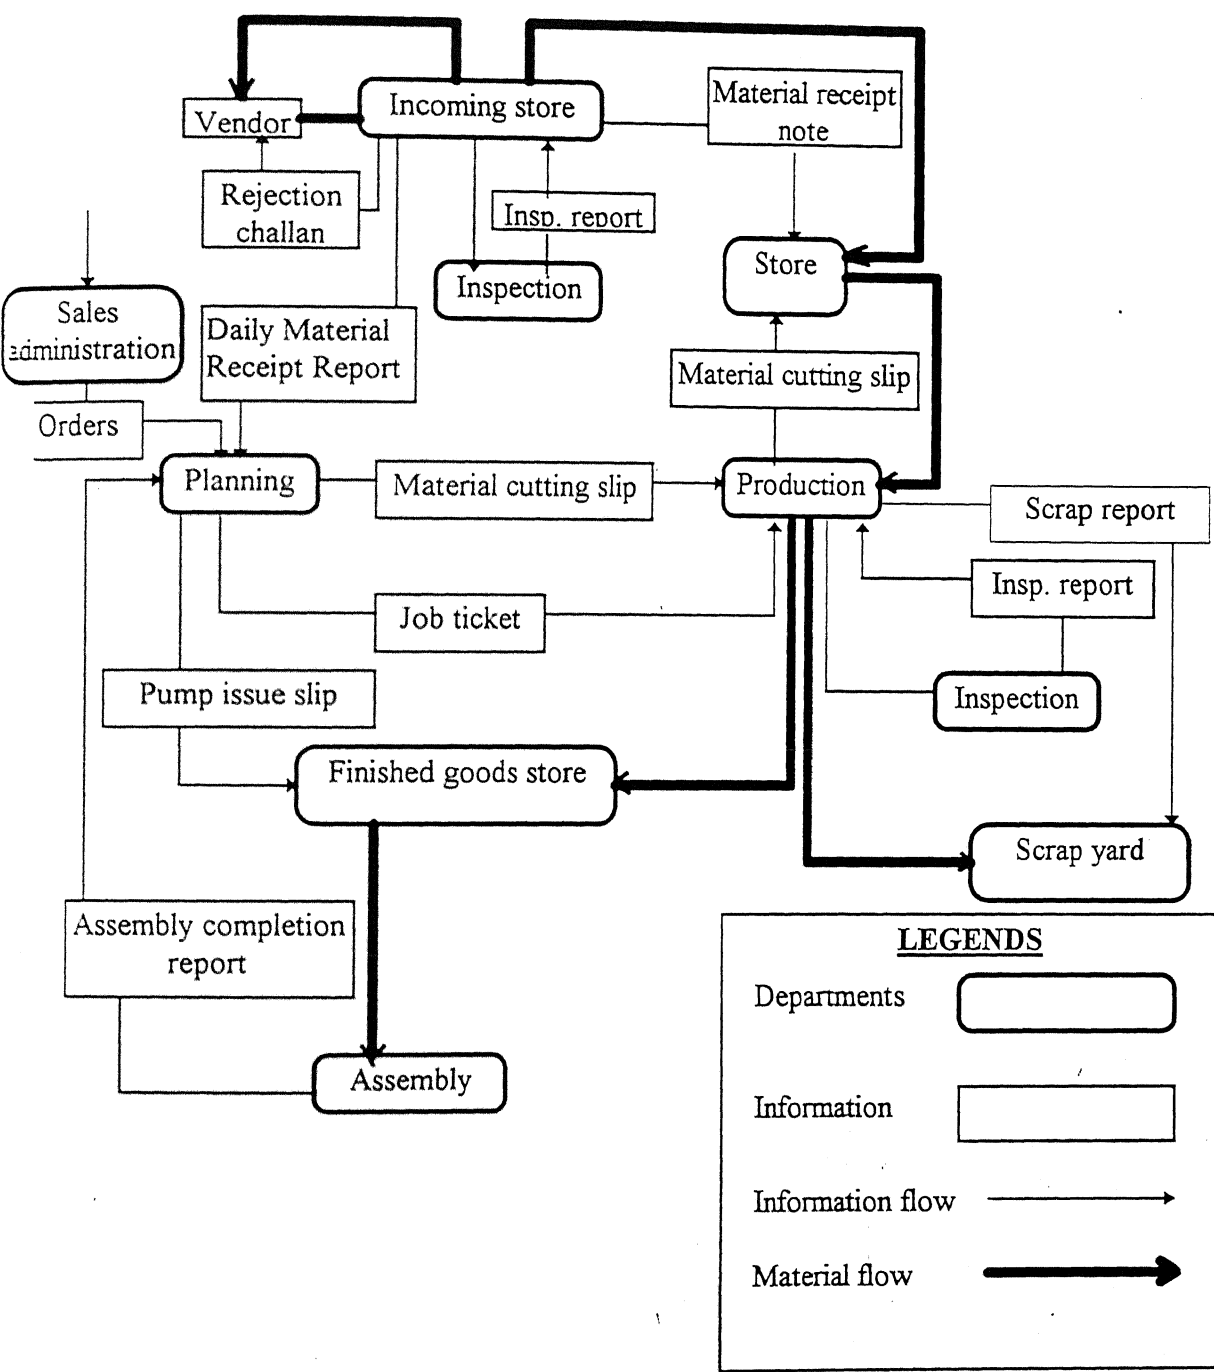 Incoming store
Vendor
Material receipt
note
Rejection
challan
Insp. report
Store
Inspection
Sales
administration
Daily Material
Receipt Report
Material cutting slip
Orders
Planning
Material cutting slip
Production
Scrap report
Insp. report
Job ticket
Pump issue slip
Inspection
Finished goods store
Scrap yard
Assembly completion
report
Assembly
LEGENDS
Departments
Information
Information flow
Material flow